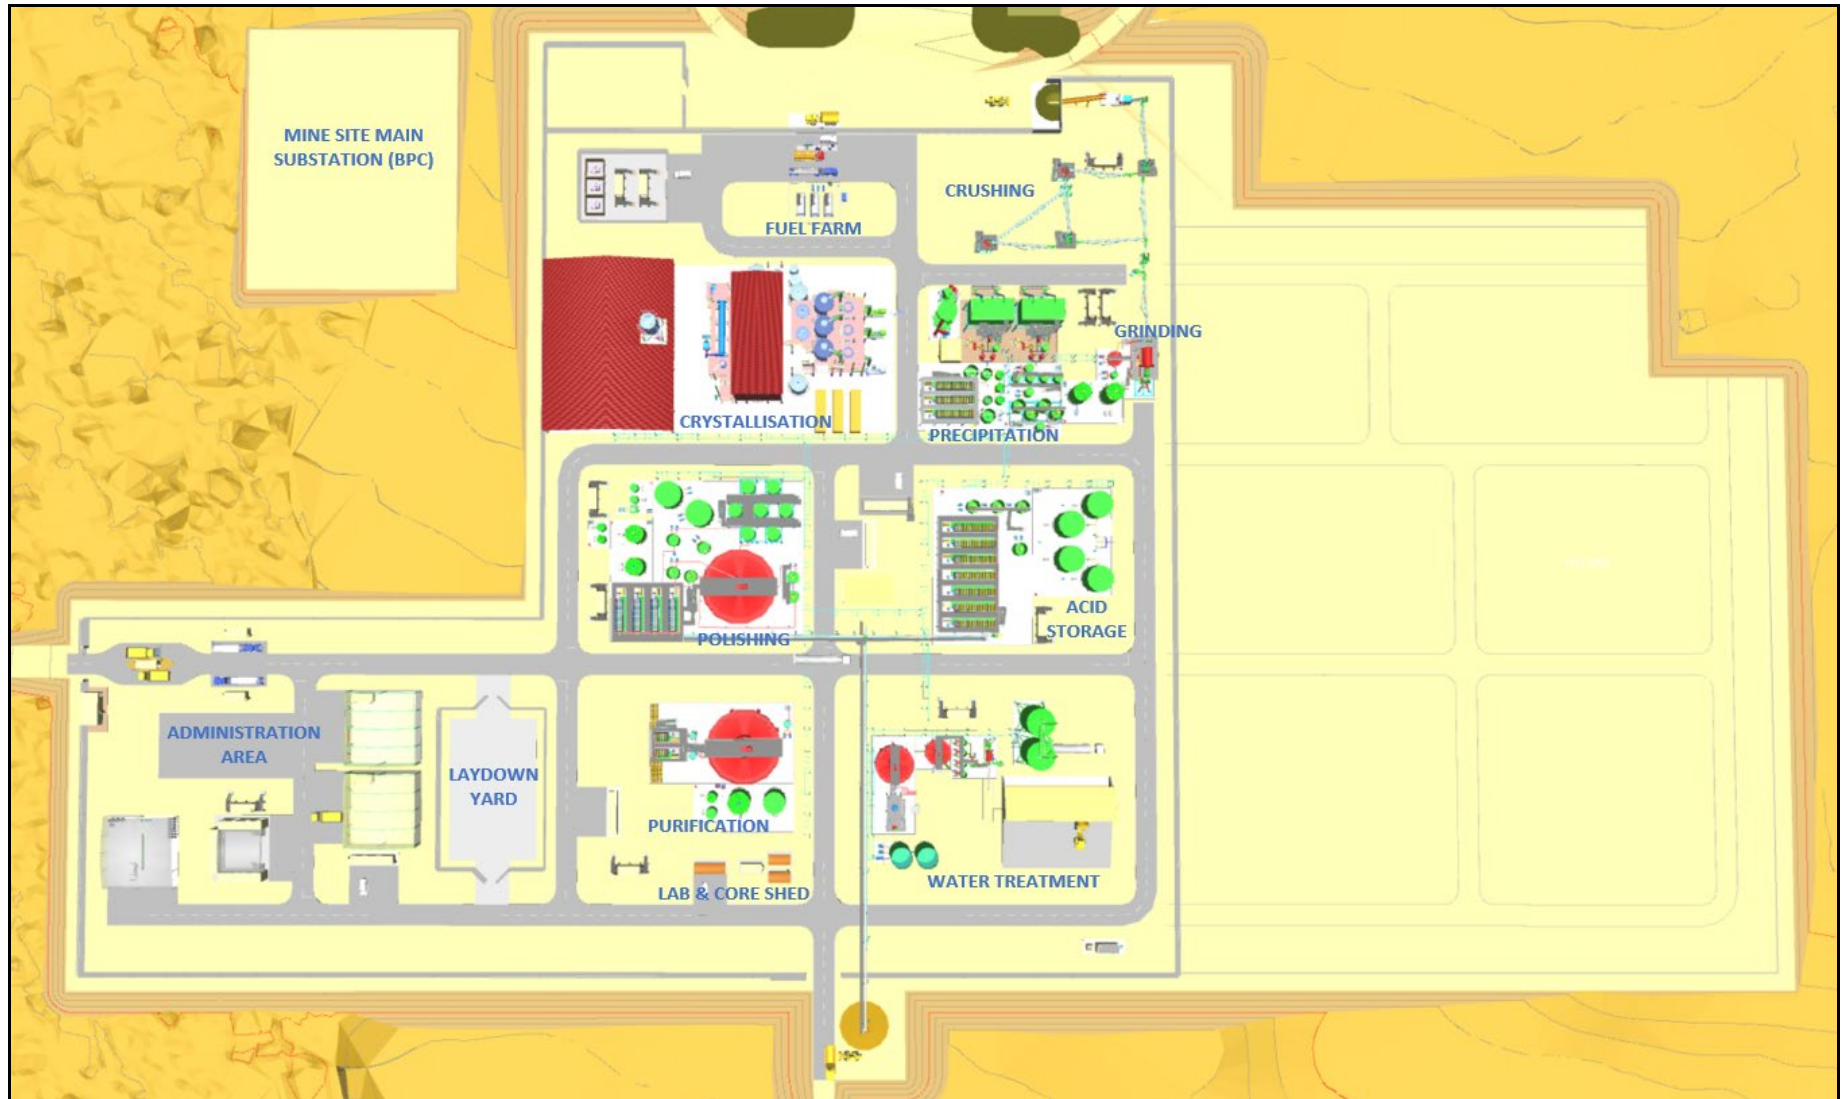 MINE SITE MAIN
SUBSTATION (BPC)
CRUSHING
FUEL FARM
GRINDING
CRYSTALLISATION
PRECIPITATION
ACID
STORAGE
POLISHING
ADMINISTRATION
AREA
LAYDOWN
YARD
PURIFICATION
LAB & CORE SHED
WATER TREATMENT